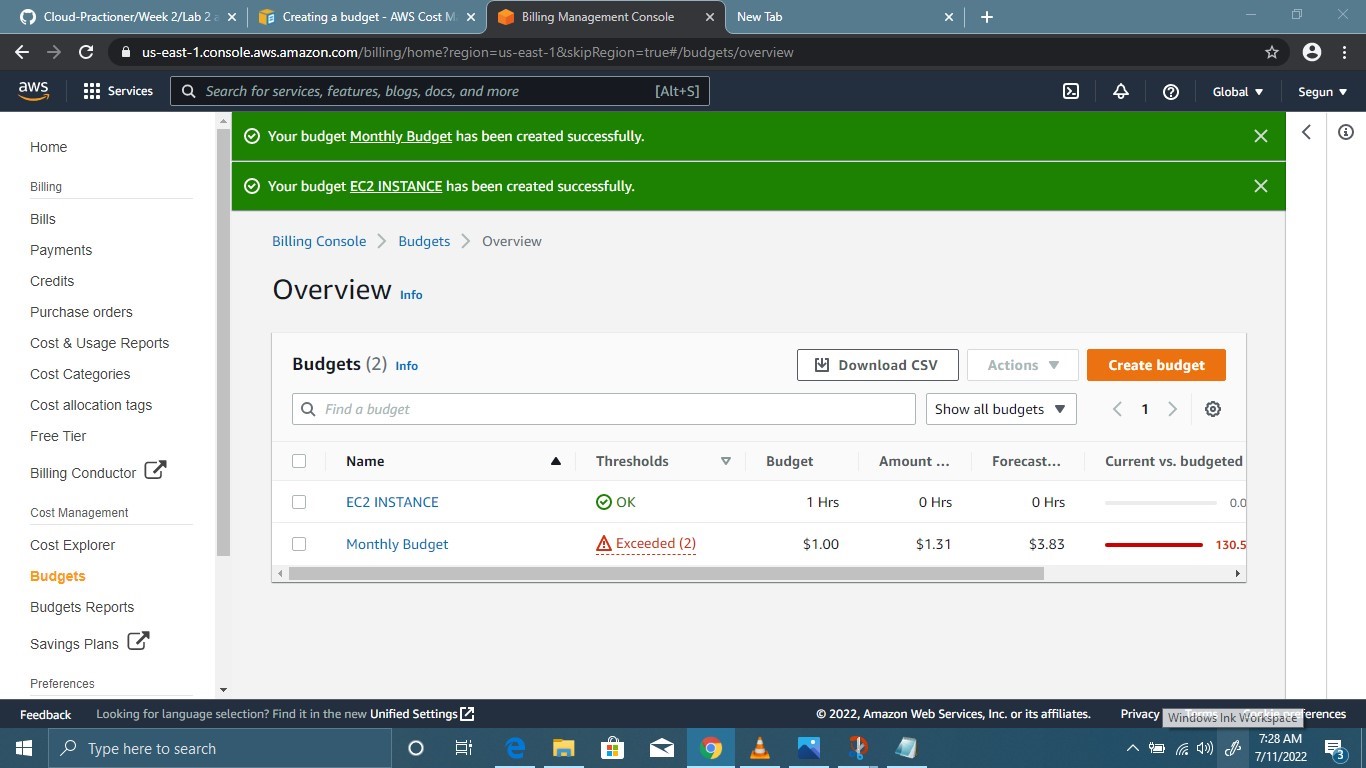 Cloud-Practioner/Week 2/Lab 2 a
Creating a budget - AWS Cost M
Billing Management Console
New Tab
us-east-1.console.aws.amazon.com/billing/home?region=us-east-1&skipRegion=true#/budgets/overview
aws
Services
Search for services, features, blogs, docs, and more
[Alt+S]
Global
Segun
Home
Billing
Bills
Payments
Credits
Purchase orders
Cost & Usage Reports
Cost Categories
Cost allocation tags
Free Tier
Billing Conductor
Cost Management
Cost Explorer
Budgets
Budgets Reports
Savings Plans
Preferences
Your budget Monthly Budget has been created successfully.
Your budget EC2 INSTANCE has been created successfully.
Billing Console
Budgets
Overview
Overview Info
Budgets (2) Info
Download CSV
Actions
Create budget
Find a budget
Show all budgets
1
Name Thresholds Budget Amount ... Forecast... Current vs. budgeted
EC2 INSTANCE OK 1 Hrs 0 Hrs 0 Hrs 0.0
Monthly Budget Exceeded (2) $1.00 $1.31 $3.83 130.5
Feedback
Looking for language selection? Find it in the new Unified Settings
© 2022, Amazon Web Services, Inc. or its affiliates.
Privacy
Windows Ink Workspace
Type here to search
7:28 AM
7/11/2022
3